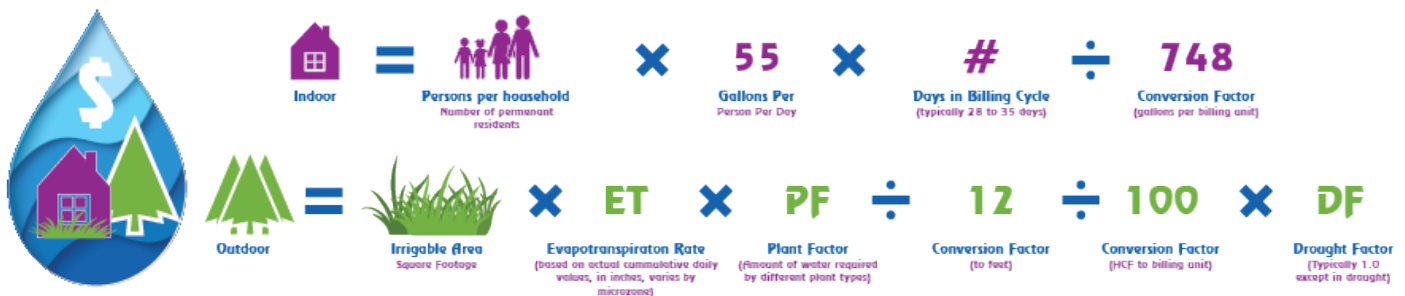 $
= × 55 × # ÷ 748
Indoor
Persons per household
Number of permenant
residents
Gallons Per
Person Per Day
Days in Billing Cycle
(typically 28 to 35 days)
Conversion Factor
(gallons per billing unit)
= × ET × PF ÷ 12 ÷ 100 × DF
Outdoor
Irrigable Area
Square Footage
Evapotranspiraton Rate
(based on actual cummulative daily
values, in inches, varies by
microzone)
Plant Factor
(Amount of water required
by different plant types)
Conversion Factor
(to feet)
Conversion Factor
(HCF to billing unit)
Drought Factor
(Typically 1.0
except in drought)